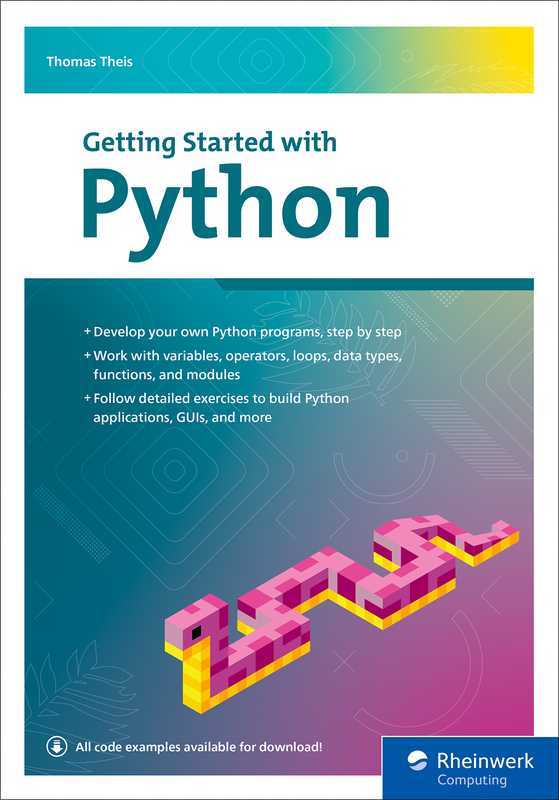 Thomas Theis
Getting Started with
Python
+ Develop your own Python programs, step by step
+ Work with variables, operators, loops, data types,
functions, and modules
+ Follow detailed exercises to build Python
applications, GUIs, and more
All code examples available for download!
Rheinwerk
Computing